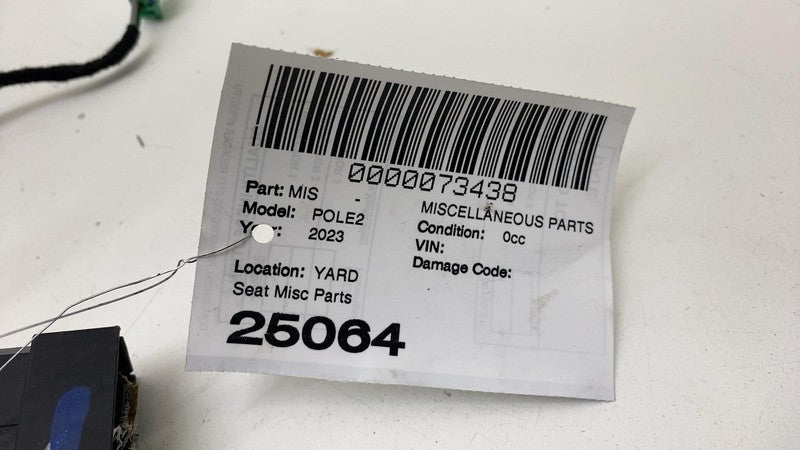 0000073438
Part: MIS -
MISCELLANEOUS PARTS
Model: POLE2
Condition: 0cc
2023
VIN:
Location: YARD
Damage Code:
Seat Misc Parts
25064